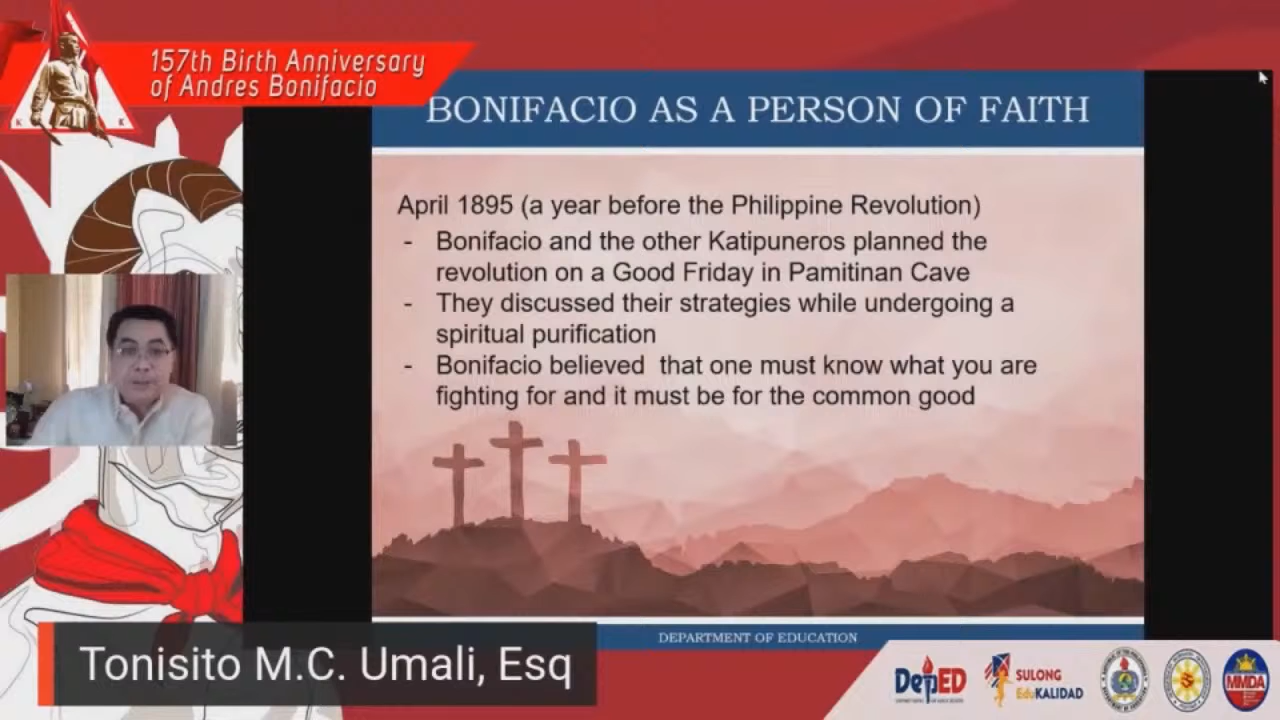 157th Birth Anniversary
of Andres Bonifacio
K K
BONIFACIO AS A PERSON OF FAITH
April 1895 (a year before the Philippine Revolution)
- Bonifacio and the other Katipuneros planned the
revolution on a Good Friday in Pamitinan Cave
- They discussed their strategies while undergoing a
spiritual purification
- Bonifacio believed that one must know what you are
fighting for and it must be for the common good
DEPARTMENT OF EDUCATION
Tonisito M.C. Umali, Esq
DepED
SULONG
EduKALIDAD
MMDA